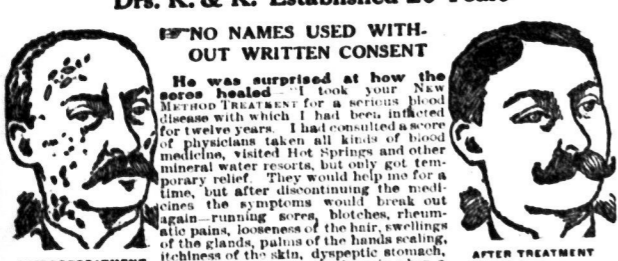 Drs. K. & K. Established 20 Years
NO NAMES USED WITH-
OUT WRITTEN CONSENT
He was surprised at how the
sores healed—"I took your NEW
METHOD TREATMENT for a serious blood
disease with which I had been infected
for twelve years. I had consulted a score
of physicians taken all kinds of blood
medicine, visited Hot Springs and other
mineral water resorts, but only got tem-
porary relief. They would help me for a
time, but after discontinuing the medi-
cines the symptoms would break out
again—running sores, blotches, rheum-
atic pains, looseness of the hair, swellings
of the glands, palms of the hands scaling,
itchiness of the skin, dyspeptic stomach,
AFTER TREATMENT